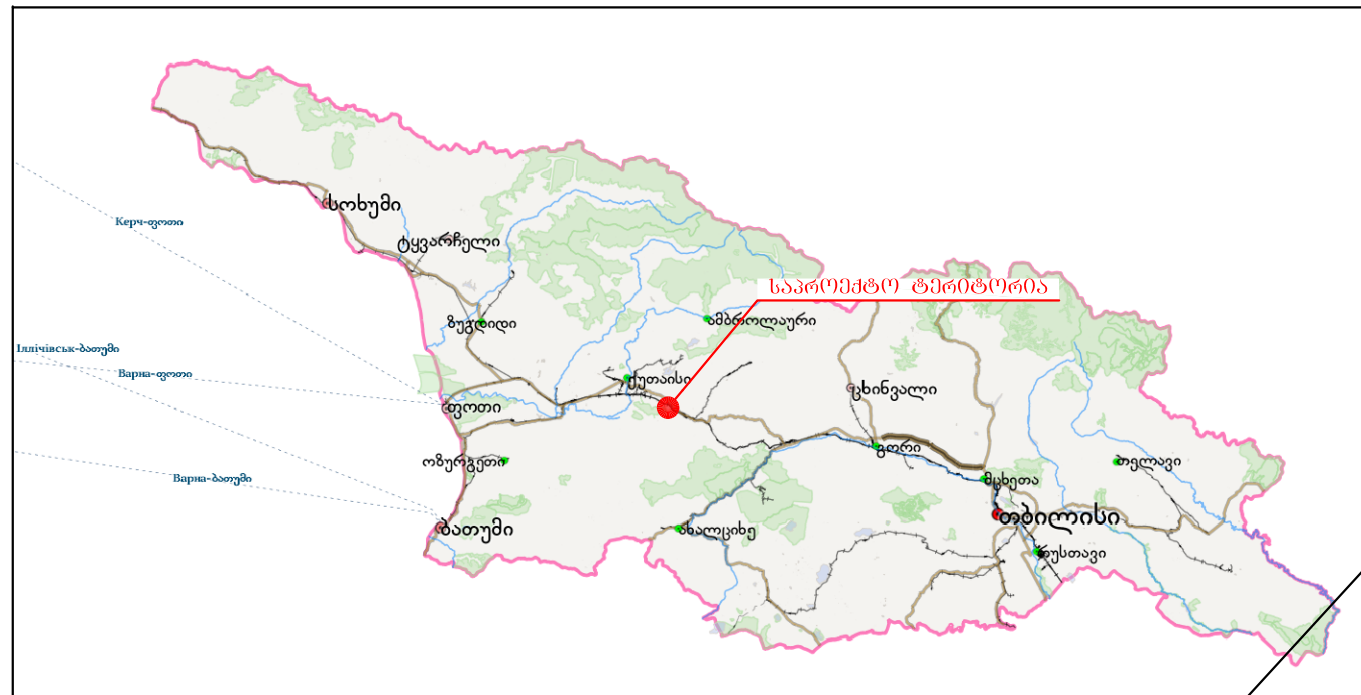 სოხუმი
Керч-ფოთი
ტყვარჩელი
საპროექტო ტერიტორია
ზუგდიდი
ამბროლაური
Іллічівськ-ბათუმი
Варна-ფოთი
ქუთაისი
ცხინვალი
ფოთი
გორი
ოზურგეთი
თელავი
Варна-ბათუმი
მცხეთა
თბილისი
ბათუმი
ახალციხე
რუსთავი